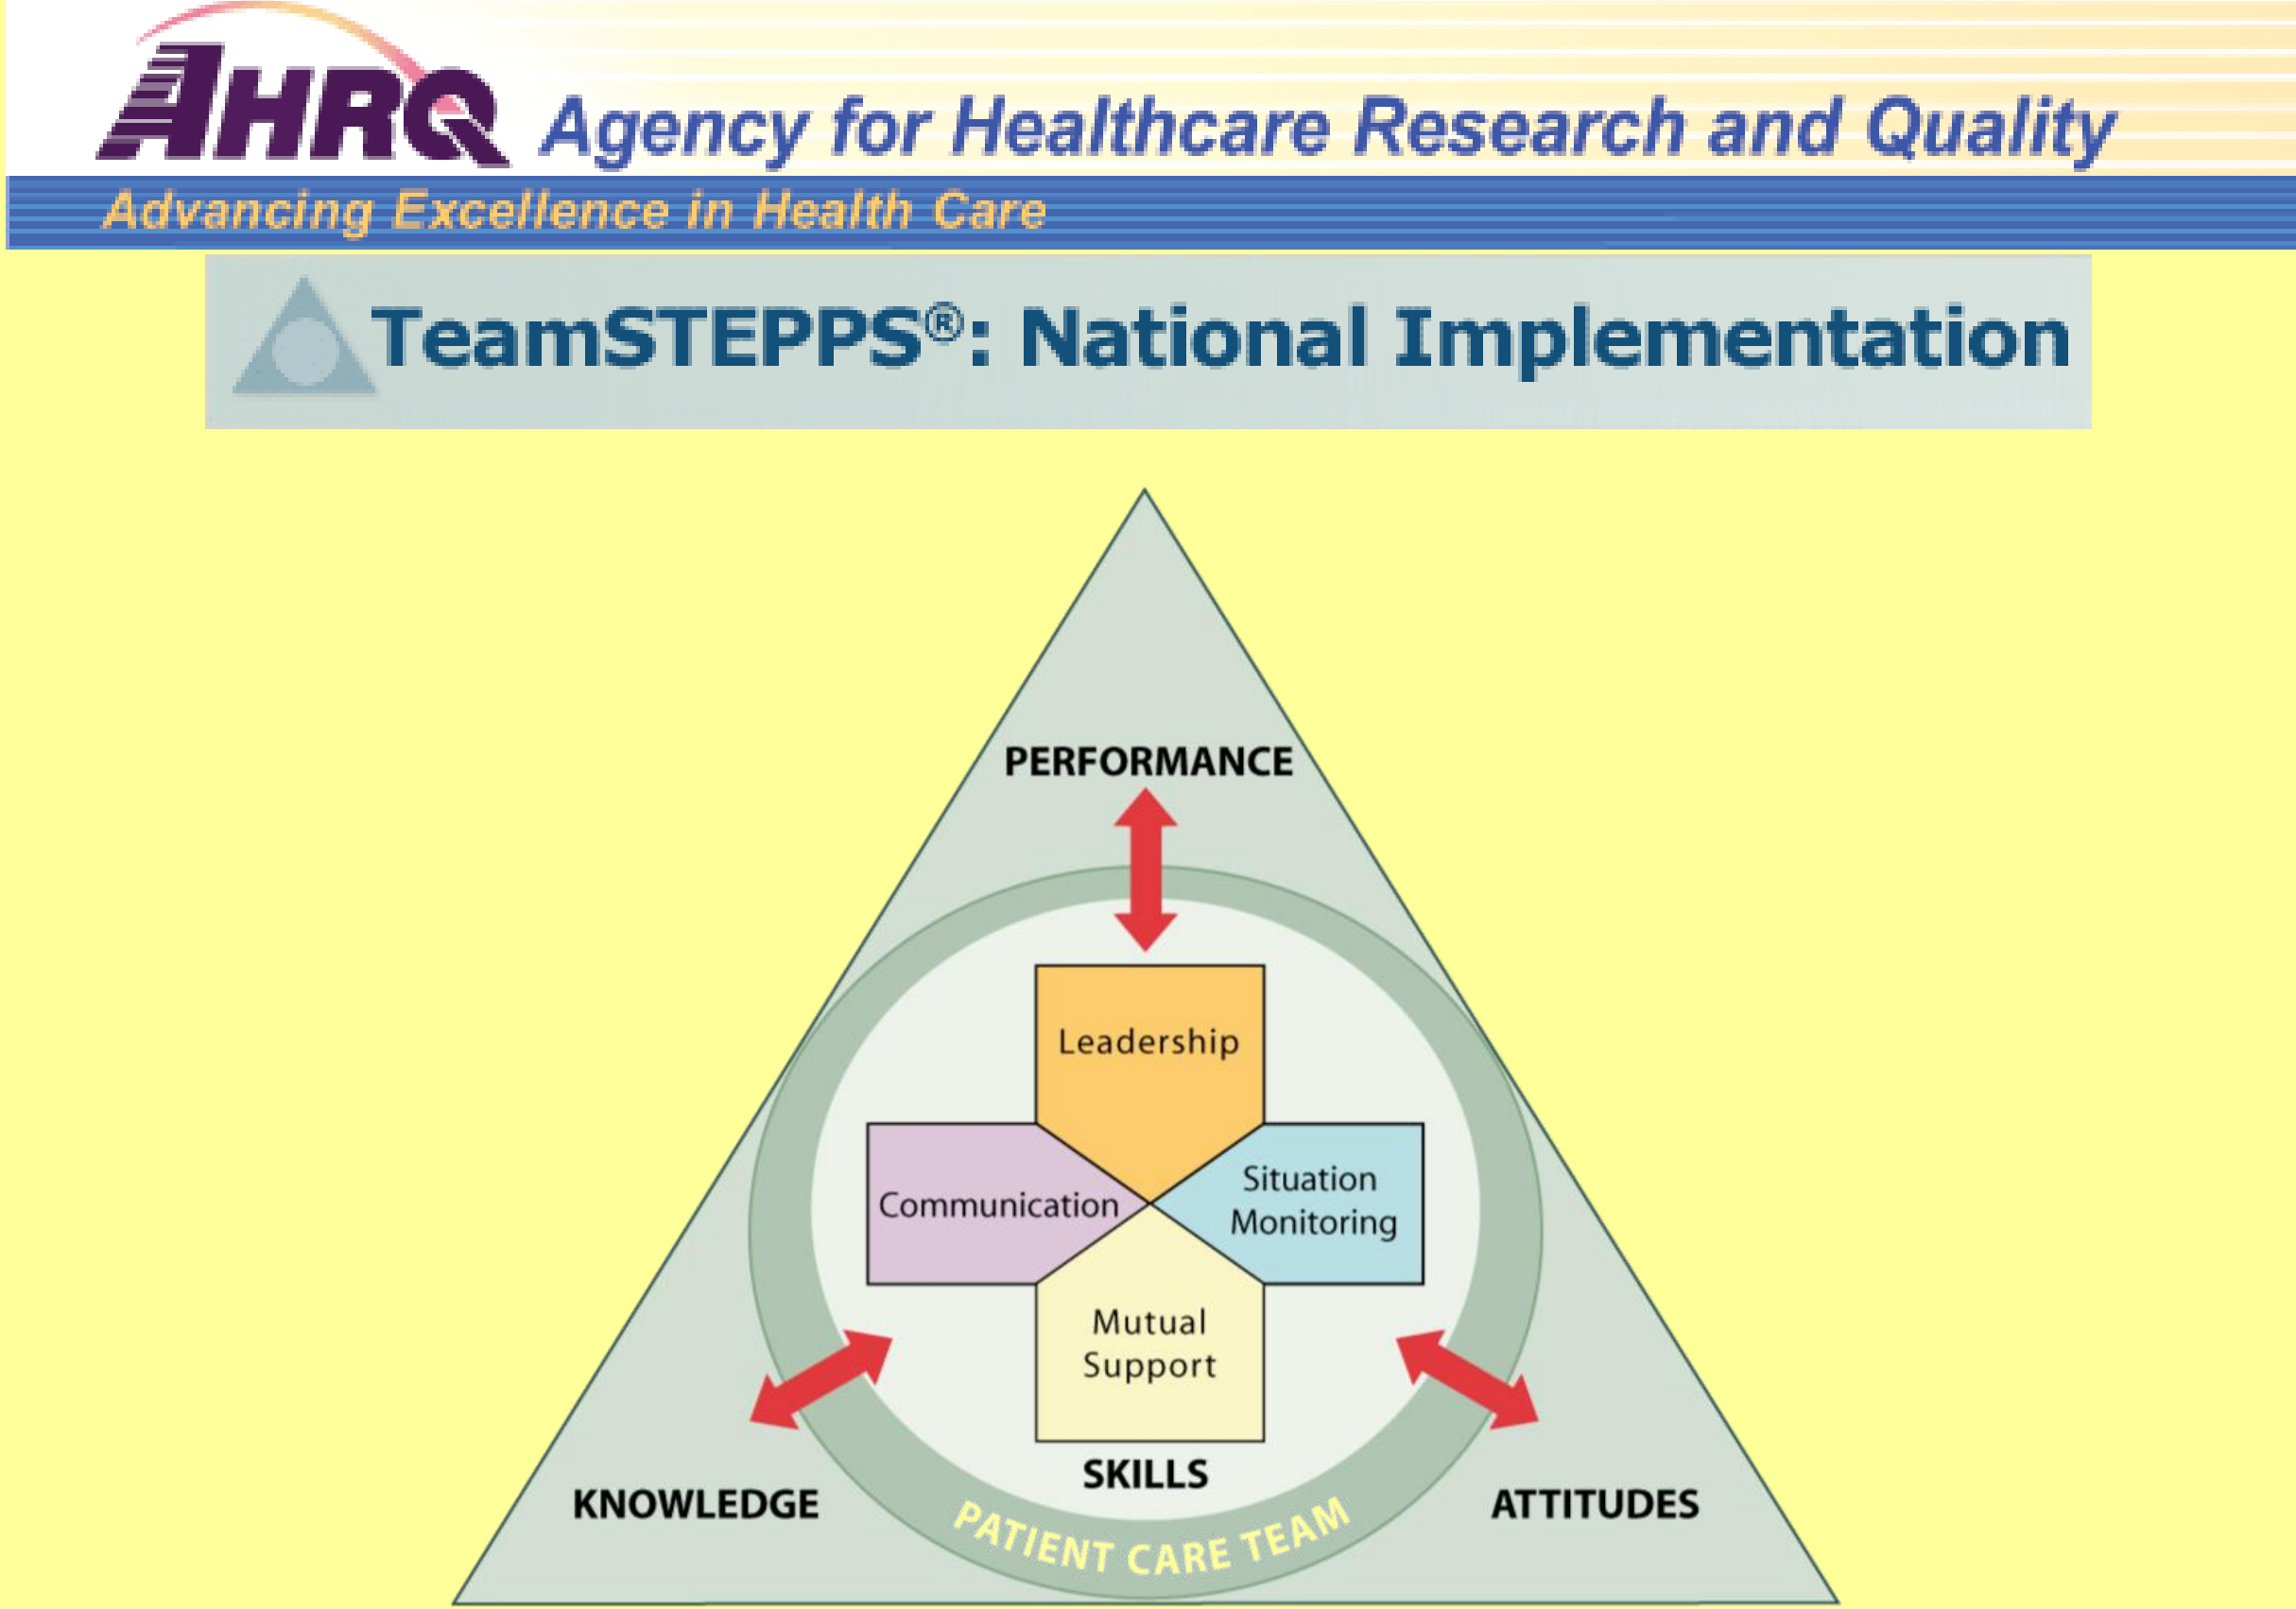 AHRQ Agency for Healthcare Research and Quality
Advancing Excellence in Health Care
TeamSTEPPS®: National Implementation
PERFORMANCE
Leadership
Communication
Situation
Monitoring
Mutual
Support
SKILLS
KNOWLEDGE
ATTITUDES
PATIENT CARE TEAM